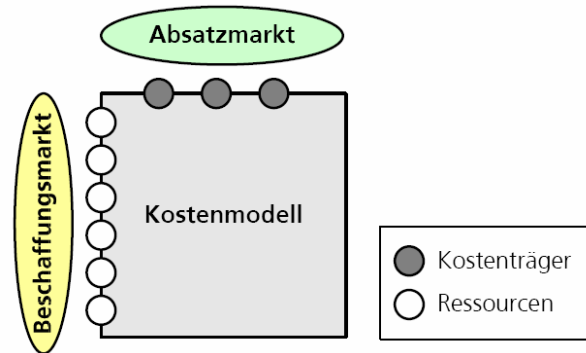 Absatzmarkt
Beschaffungsmarkt
Kostenmodell
Kostenträger
Ressourcen